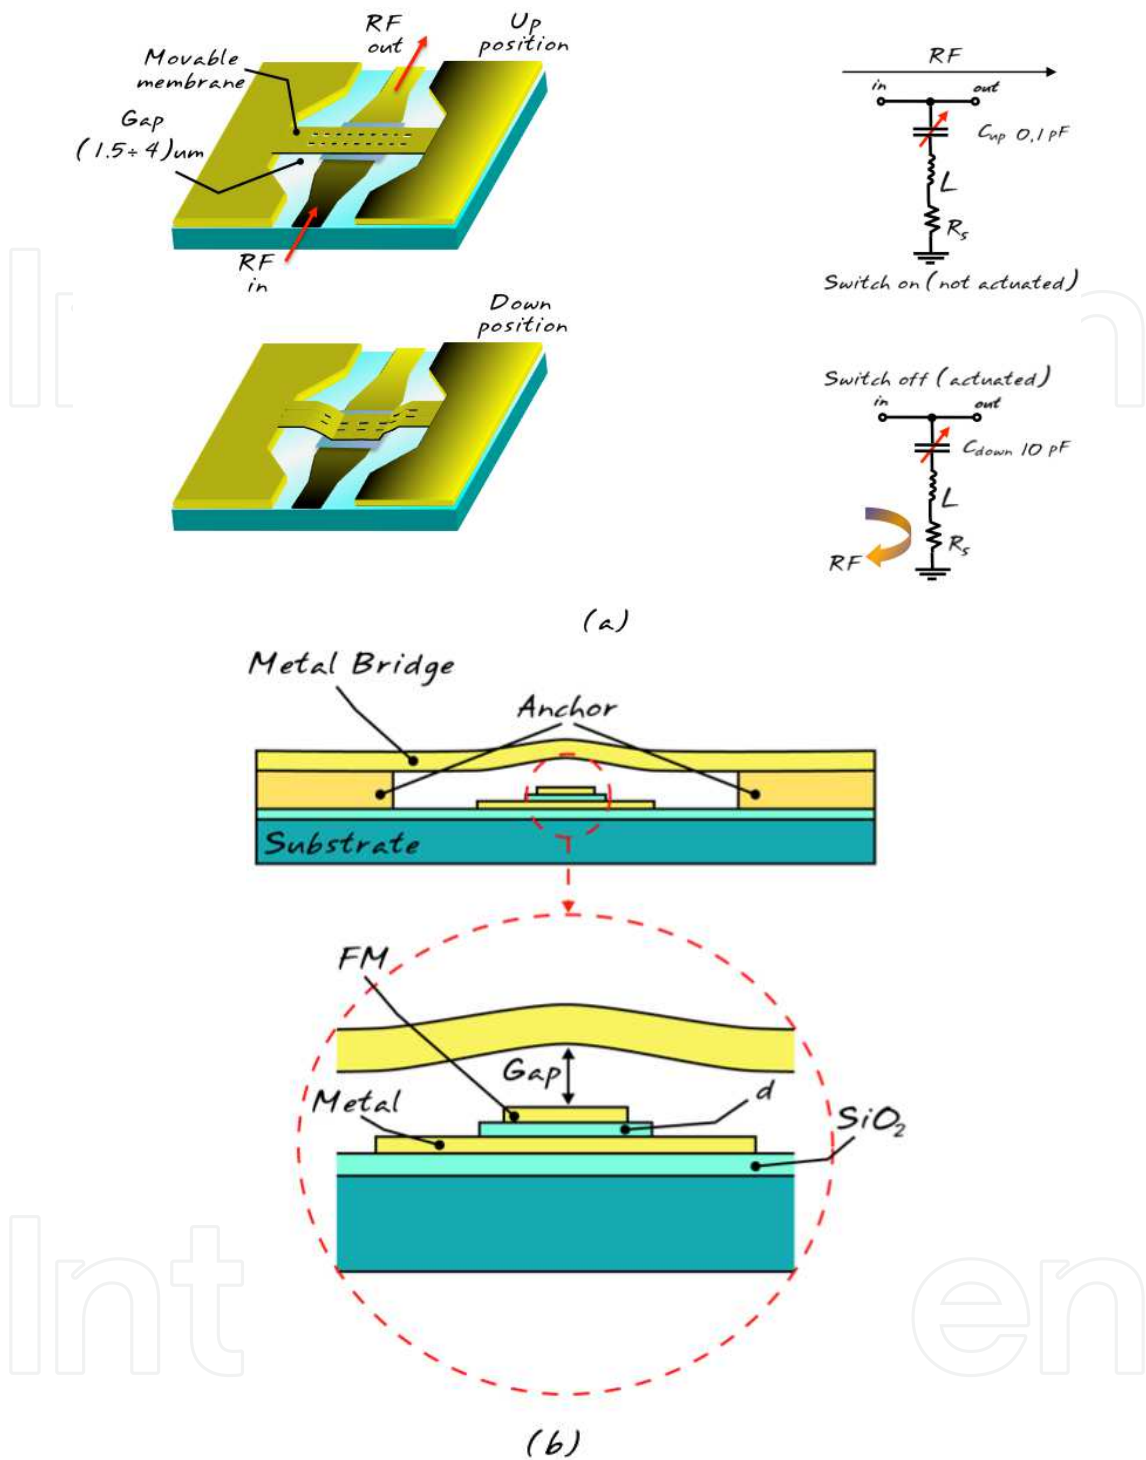 RF
out
Up
position
Movable
membrane
Gap
(1.5÷4)um
RF
in
RF
in
out
Cup 0,1 pF
L
Rs
Switch on (not actuated)
Down
position
Switch off (actuated)
in
out
Cdown 10 pF
L
Rs
RF
(a)
Metal Bridge
Anchor
Substrate
FM
Gap
Metal
d
SiO2
(b)
Int
en